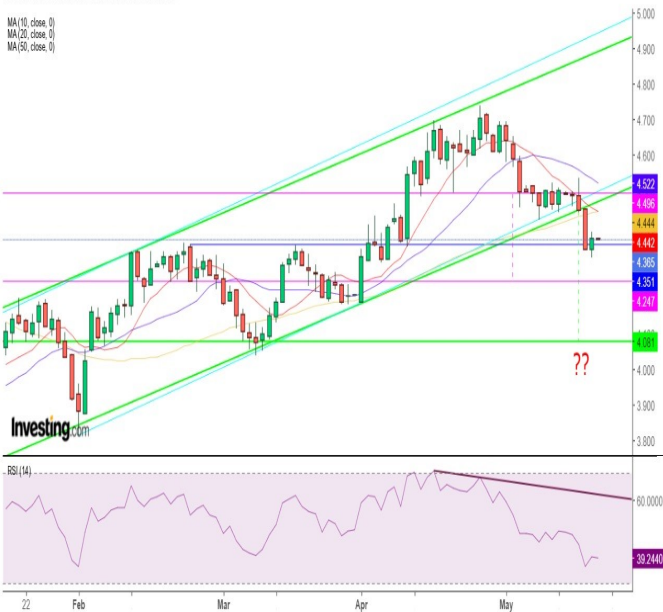 MA (10, close, 0)
MA (20, close, 0)
MA (50, close, 0)
5.000
4.900
4.800
4.700
4.600
4.522
4.496
4.444
4.442
4.365
4.351
4.247
4.081
4.000
3.900
3.800
??
Investing.com
RSI (14)
60.0000
39.2440
22
Feb
Mar
Apr
May